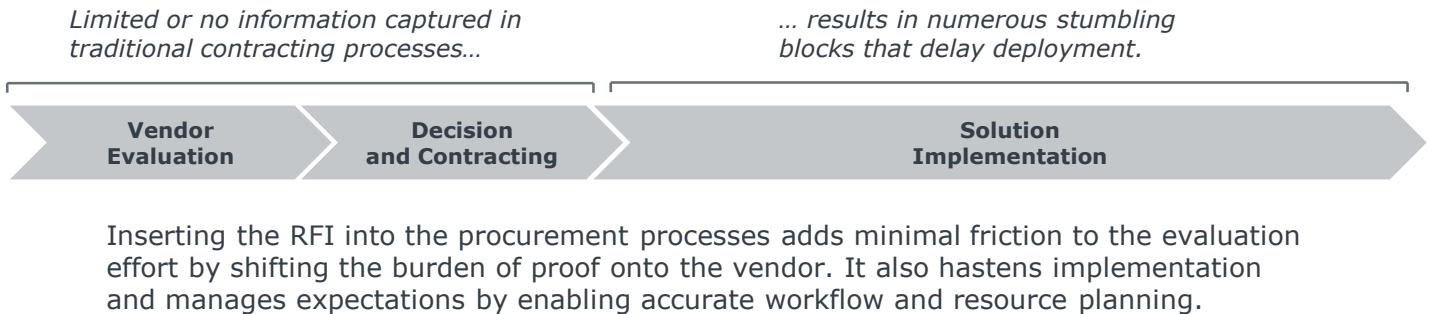 Limited or no information captured in
traditional contracting processes…
… results in numerous stumbling
blocks that delay deployment.
Vendor
Evaluation
Decision
and Contracting
Solution
Implementation
Inserting the RFI into the procurement processes adds minimal friction to the evaluation
effort by shifting the burden of proof onto the vendor. It also hastens implementation
and manages expectations by enabling accurate workflow and resource planning.